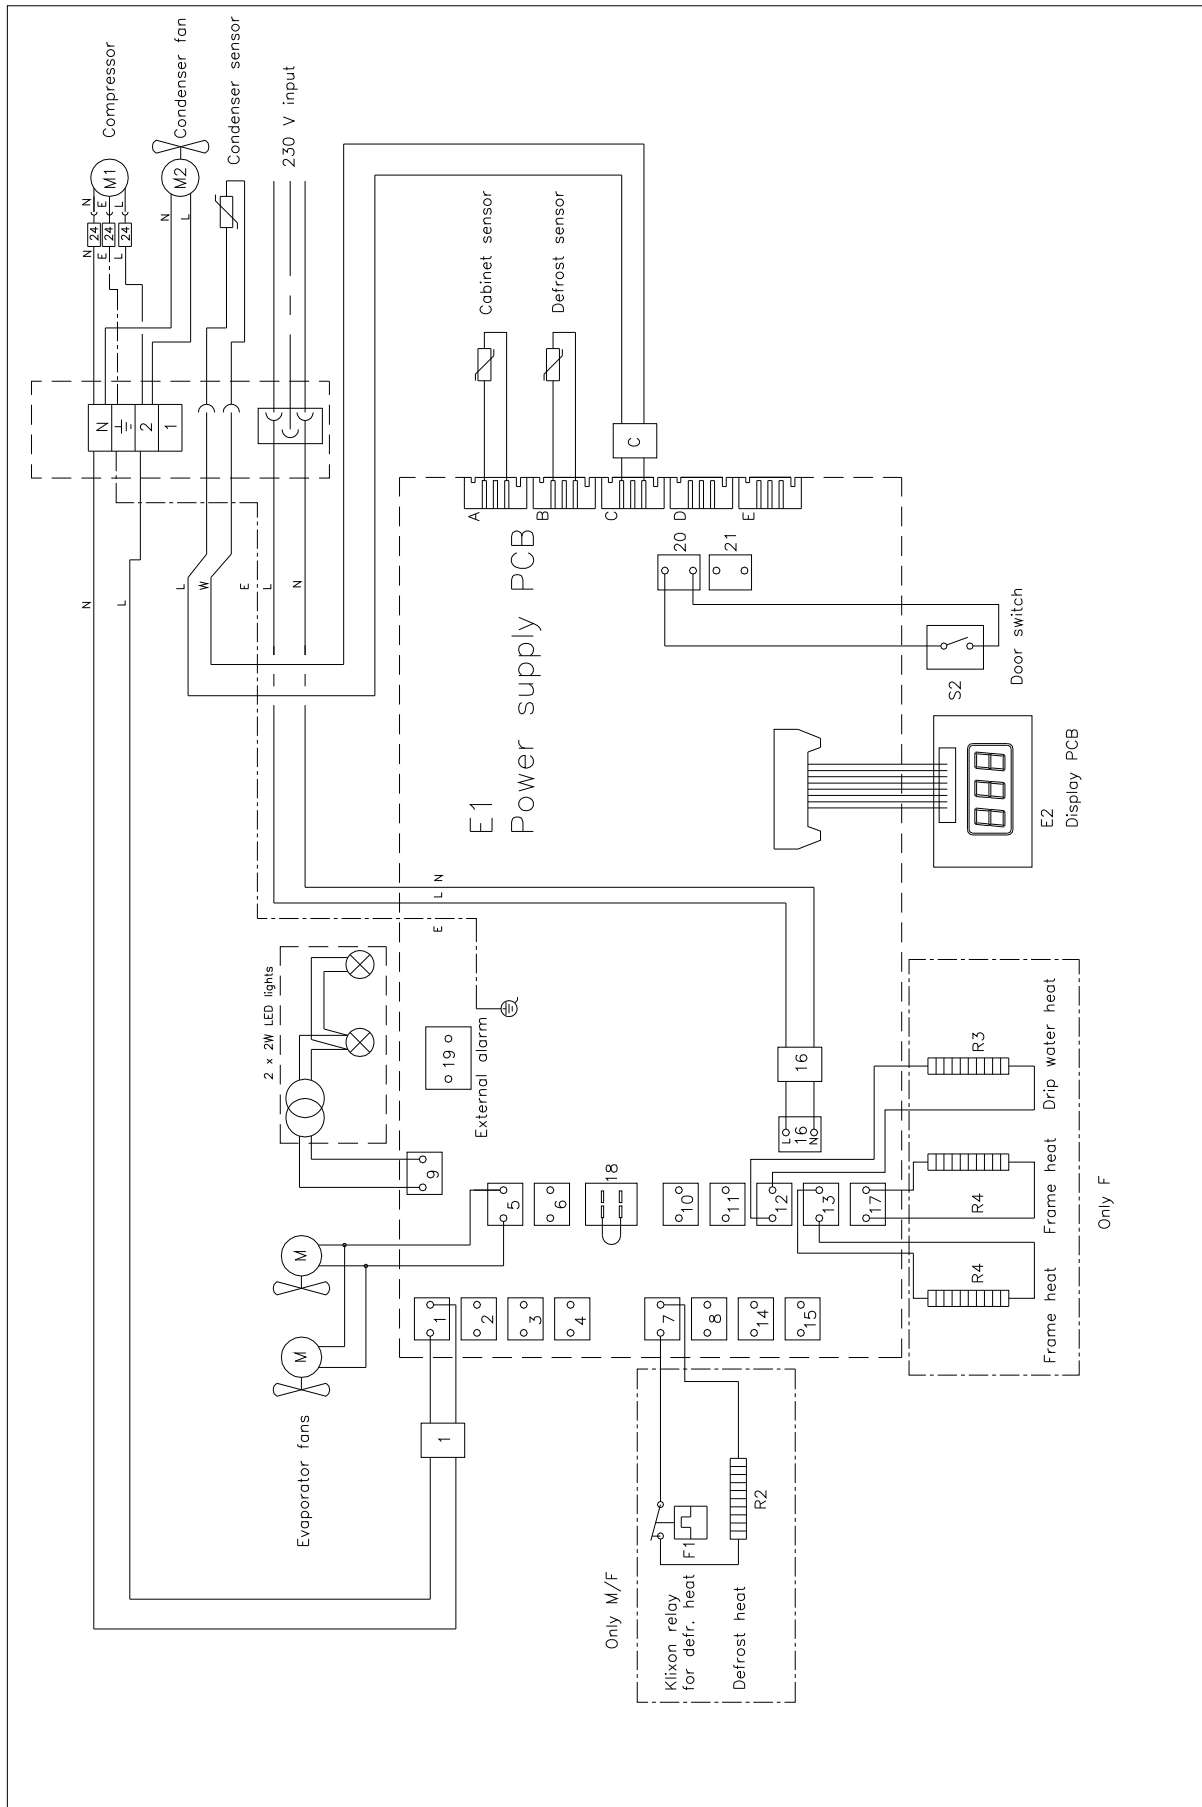 Compressor
Condenser fan
Condenser sensor
230 V input
M1
M2
N
E
L
24
24
24
N
E
L
N
L
N
2
1
N
L
L
W
E
L
N
Cabinet sensor
Defrost sensor
C
A
B
C
D
E
20
21
E1
Power supply PCB
S2
Door switch
E2
Display PCB
E
L
N
2 x 2W LED lights
19
External alarm
9
16
L
16
N
5
6
18
10
11
12
13
17
M
M
Evaporator fans
1
2
3
4
7
8
14
15
1
R3
Drip water heat
R4
Frame heat
R4
Frame heat
Only F
Only M/F
F1
Klixon relay
for defr. heat
R2
Defrost heat